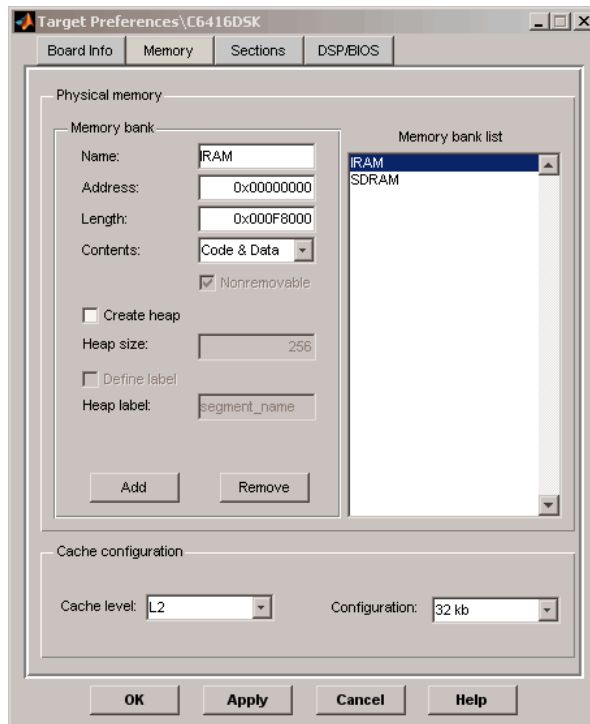 Target Preferences\C6416DSK
Board Info Memory Sections DSP/BIOS
Physical memory
Memory bank
Memory bank list
Name: IRAM
IRAM
SDRAM
Address: 0x00000000
Length: 0x000F8000
Contents: Code & Data
Nonremovable
Create heap
Heap size: 256
Define label
Heap label: segment_name
Add Remove
Cache configuration
Cache level: L2 Configuration: 32 kb
OK Apply Cancel Help